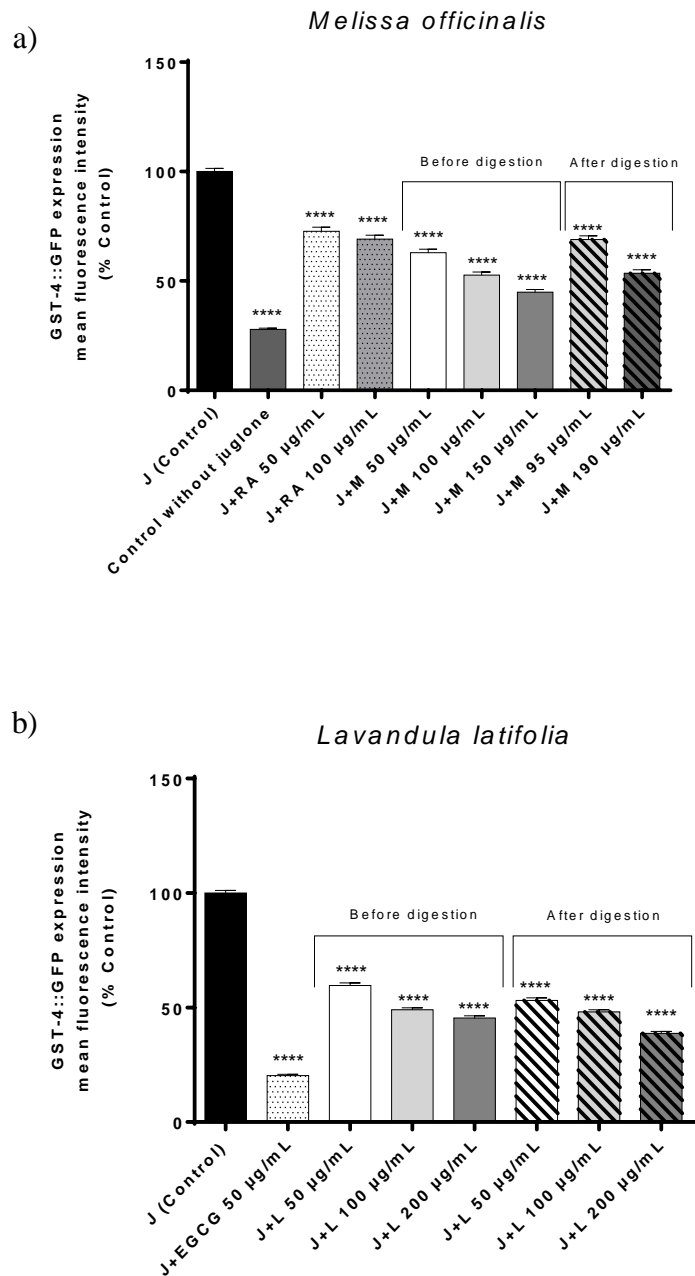 a)
Melissa officinalis
GST-4::GFP expression
mean fluorescence intensity
(% Control)
150
100
50
0
Before digestion
After digestion
****
****
****
****
****
****
****
****
J (Control)
Control without juglone
J+RA 50 µg/mL
J+RA 100 µg/mL
J+M 50 µg/mL
J+M 100 µg/mL
J+M 150 µg/mL
J+M 95 µg/mL
J+M 190 µg/mL
b)
Lavandula latifolia
GST-4::GFP expression
mean fluorescence intensity
(% Control)
150
100
50
0
Before digestion
After digestion
****
****
****
****
****
****
****
J (Control)
J+EGCG 50 µg/mL
J+L 50 µg/mL
J+L 100 µg/mL
J+L 200 µg/mL
J+L 50 µg/mL
J+L 100 µg/mL
J+L 200 µg/mL